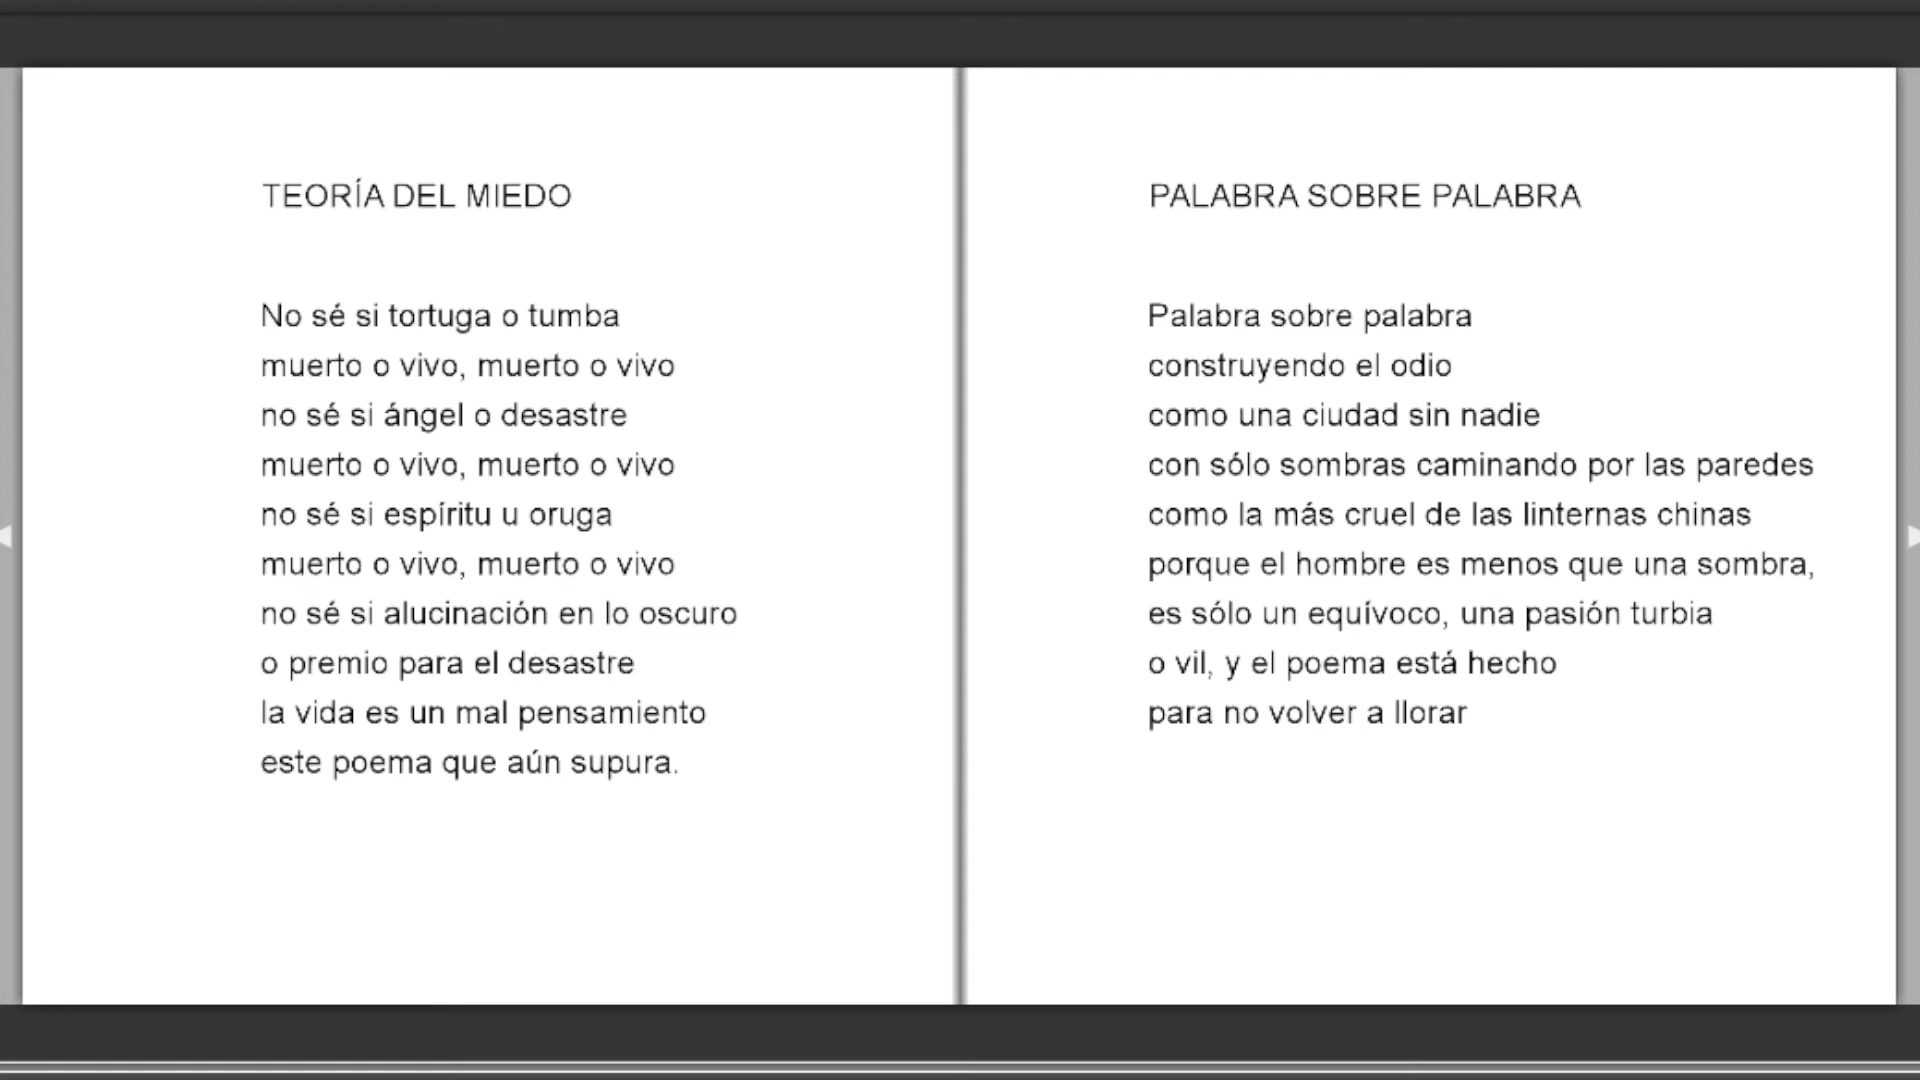 TEORÍA DEL MIEDO
No sé si tortuga o tumba
muerto o vivo, muerto o vivo
no sé si ángel o desastre
muerto o vivo, muerto o vivo
no sé si espíritu u oruga
muerto o vivo, muerto o vivo
no sé si alucinación en lo oscuro
o premio para el desastre
la vida es un mal pensamiento
este poema que aún supura.
PALABRA SOBRE PALABRA
Palabra sobre palabra
construyendo el odio
como una ciudad sin nadie
con sólo sombras caminando por las paredes
como la más cruel de las linternas chinas
porque el hombre es menos que una sombra,
es sólo un equívoco, una pasión turbia
o vil, y el poema está hecho
para no volver a llorar